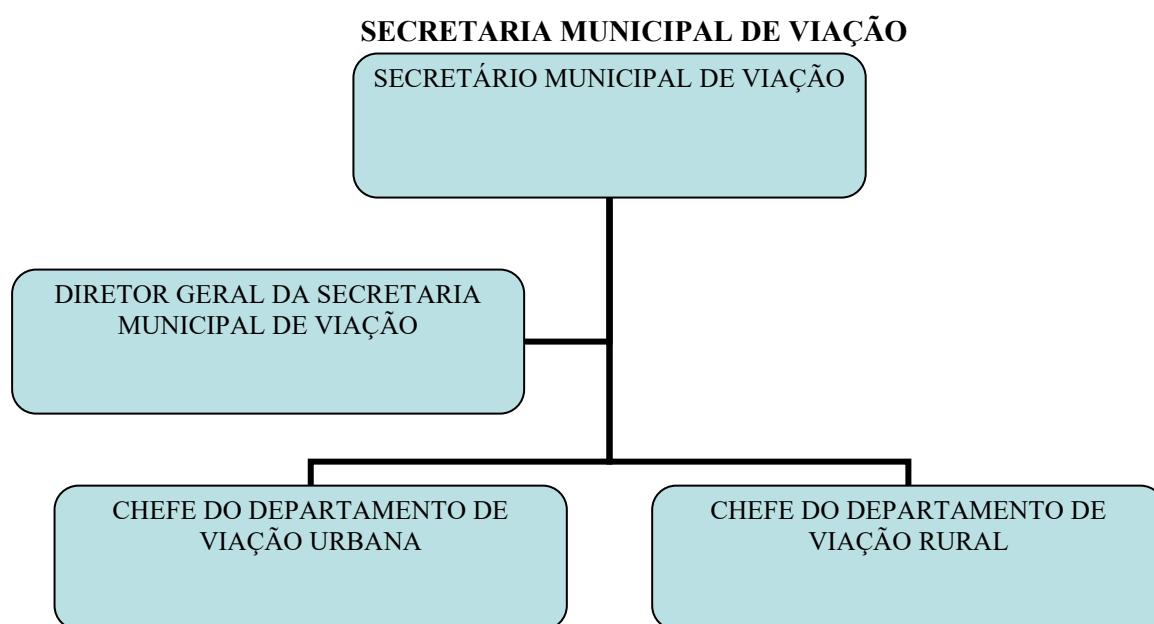 SECRETARIA MUNICIPAL DE VIAÇÃO
SECRETÁRIO MUNICIPAL DE VIAÇÃO
DIRETOR GERAL DA SECRETARIA
MUNICIPAL DE VIAÇÃO
CHEFE DO DEPARTAMENTO DE
VIAÇÃO URBANA
CHEFE DO DEPARTAMENTO DE
VIAÇÃO RURAL